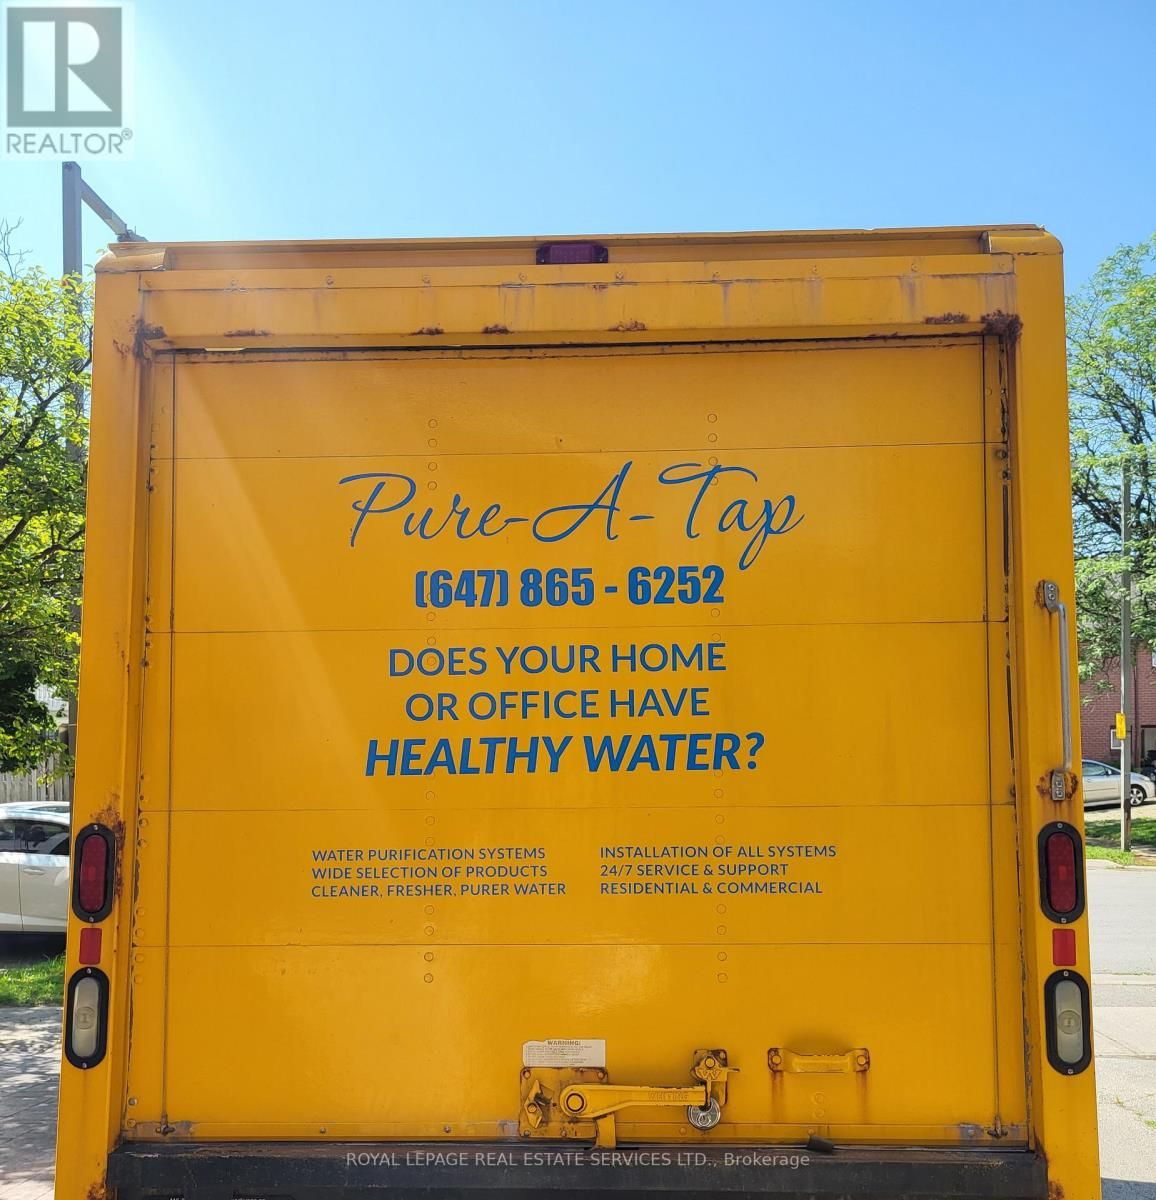 REALTOR®
Pure-A-Tap
(647) 865 - 6252
DOES YOUR HOME
OR OFFICE HAVE
HEALTHY WATER?
WATER PURIFICATION SYSTEMS
WIDE SELECTION OF PRODUCTS
CLEANER, FRESHER, PURER WATER
INSTALLATION OF ALL SYSTEMS
24/7 SERVICE & SUPPORT
RESIDENTIAL & COMMERCIAL
WARNING:
WHITING
ROYAL LEPAGE REAL ESTATE SERVICES LTD., Brokerage